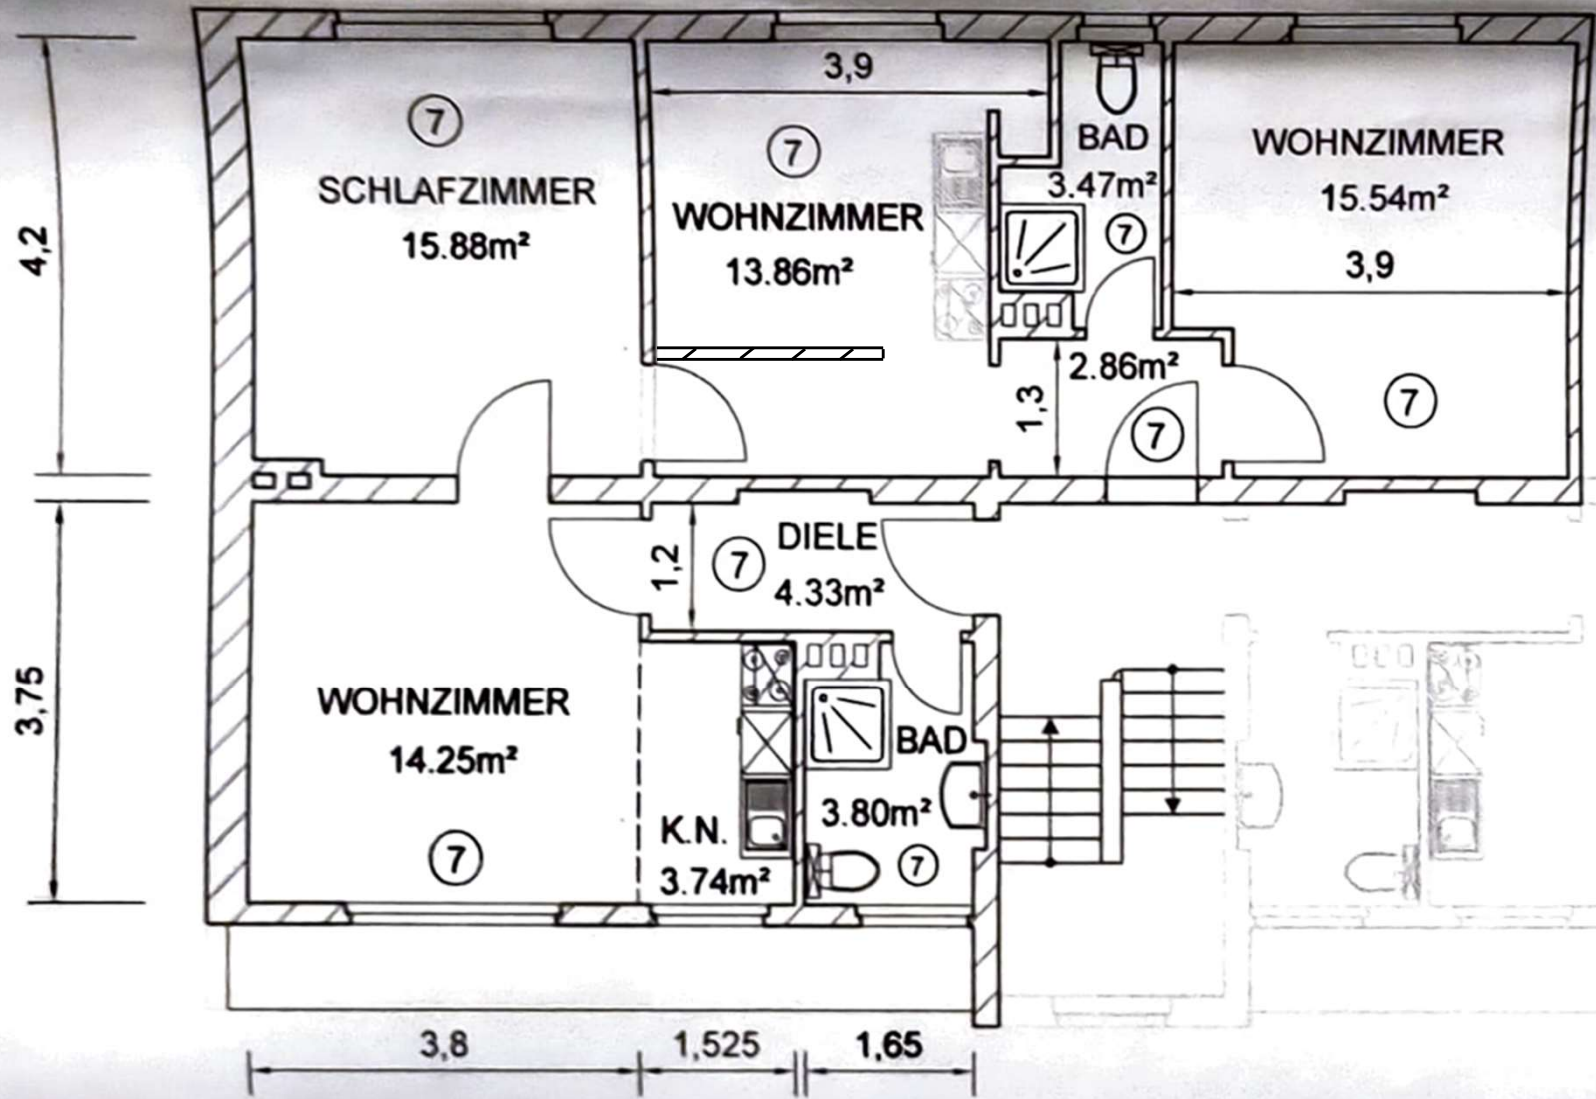 4,2
7
SCHLAFZIMMER
15.88m²
3,9
7
WOHNZIMMER
13.86m²
BAD
3.47m²
7
WOHNZIMMER
15.54m²
3,9
7
1,3
2.86m²
7
3,75
WOHNZIMMER
14.25m²
7
1,2
7
DIELE
4.33m²
K.N.
3.74m²
BAD
3.80m²
7
3,8
1,525
1,65